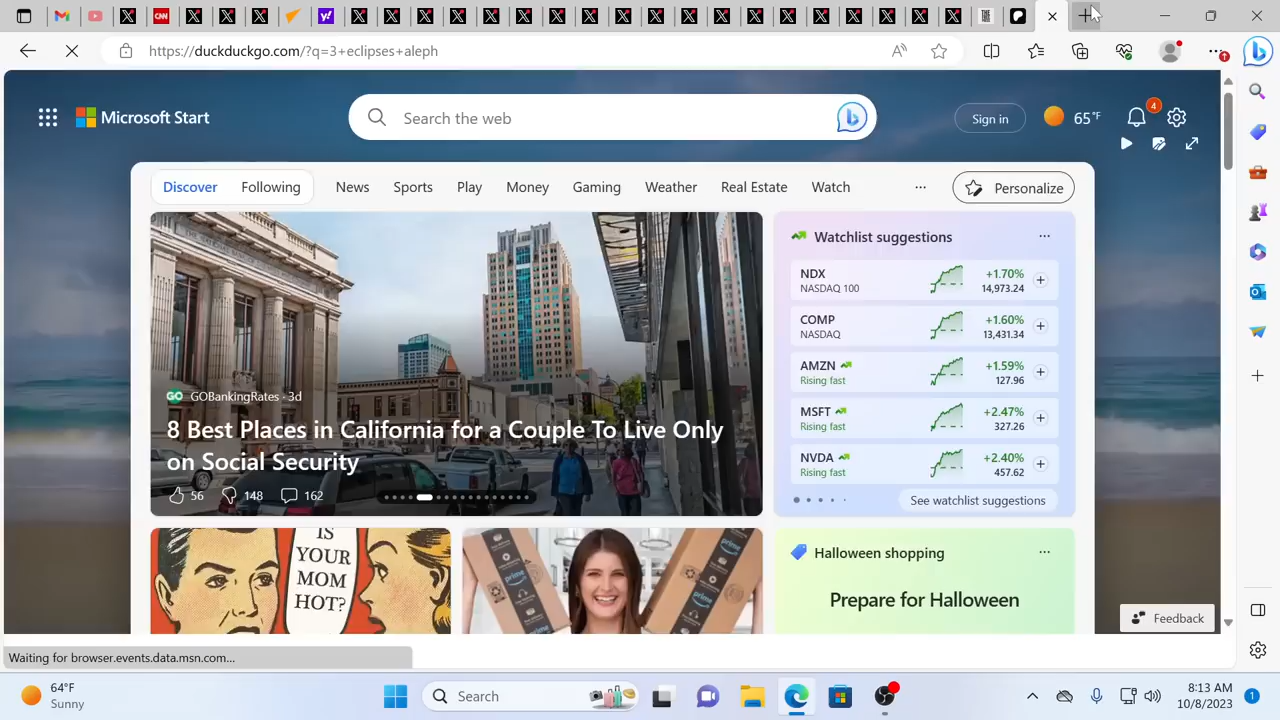 https://duckduckgo.com/?q=3+eclipses+aleph
Microsoft Start
Search the web
Sign in
65°F
4
Discover
Following
News
Sports
Play
Money
Gaming
Weather
Real Estate
Watch
Personalize
GOBankingRates · 3d
8 Best Places in California for a Couple To Live Only
on Social Security
56
148
162
Watchlist suggestions
NDX
NASDAQ 100
+1.70%
14,973.24
COMP
NASDAQ
+1.60%
13,431.34
AMZN
Rising fast
+1.59%
127.96
MSFT
Rising fast
+2.47%
327.26
NVDA
Rising fast
+2.40%
457.62
See watchlist suggestions
IS
YOUR
MOM
HOT?
prime
prime
Halloween shopping
Prepare for Halloween
Feedback
Waiting for browser.events.data.msn.com...
64°F
Sunny
Search
8:13 AM
10/8/2023
1